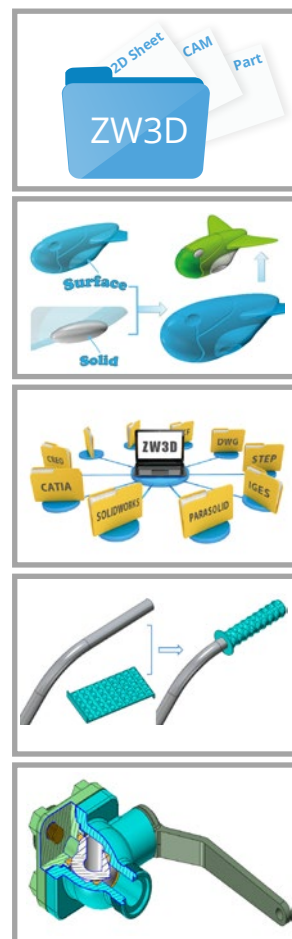 2D Sheet
CAM
Part
ZW3D
Surface
Solid
ZW3D
DWG
CREO
STEP
CATIA
IGES
SOLIDWORKS
PARASOLID